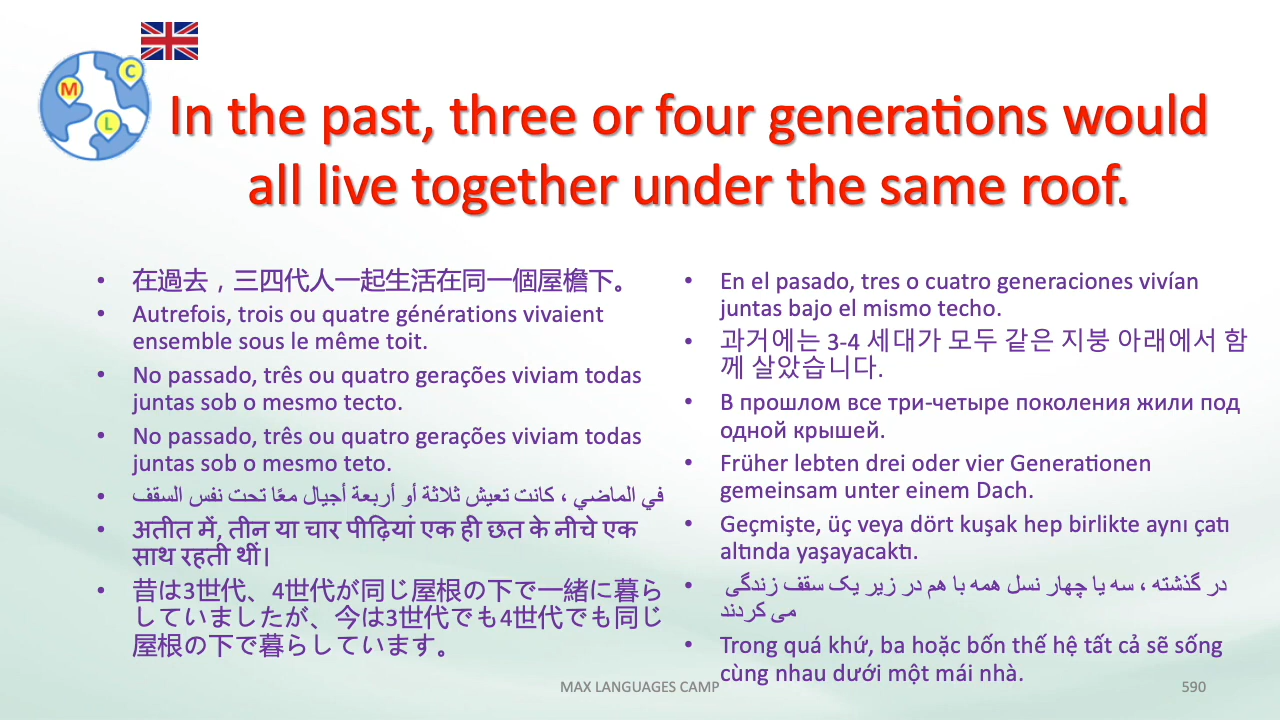 M
C
L
In the past, three or four generations would
all live together under the same roof.
在過去，三四代人一起生活在同一個屋檐下。
Autrefois, trois ou quatre générations vivaient
ensemble sous le même toit.
No passado, três ou quatro gerações viviam todas
juntas sob o mesmo tecto.
No passado, três ou quatro gerações viviam todas
juntas sob o mesmo teto.
في الماضي ، كانت تعيش ثلاثة أو أربعة أجيال معًا تحت نفس السقف
अतीत में, तीन या चार पीढ़ियां एक ही छत के नीचे एक
साथ रहती थीं।
昔は3世代、4世代が同じ屋根の下で一緒に暮ら
していましたが、今は3世代でも4世代でも同じ
屋根の下で暮らしています。
En el pasado, tres o cuatro generaciones vivían
juntas bajo el mismo techo.
과거에는 3-4 세대가 모두 같은 지붕 아래에서 함
께 살았습니다.
В прошлом все три-четыре поколения жили под
одной крышей.
Früher lebten drei oder vier Generationen
gemeinsam unter einem Dach.
Geçmişte, üç veya dört kuşak hep birlikte aynı çatı
altında yaşayacaktı.
در گذشته ، سه یا چهار نسل همه با هم در زیر یک سقف زندگی
می کردند
Trong quá khứ, ba hoặc bốn thế hệ tất cả sẽ sống
cùng nhau dưới một mái nhà.
MAX LANGUAGES CAMP
590